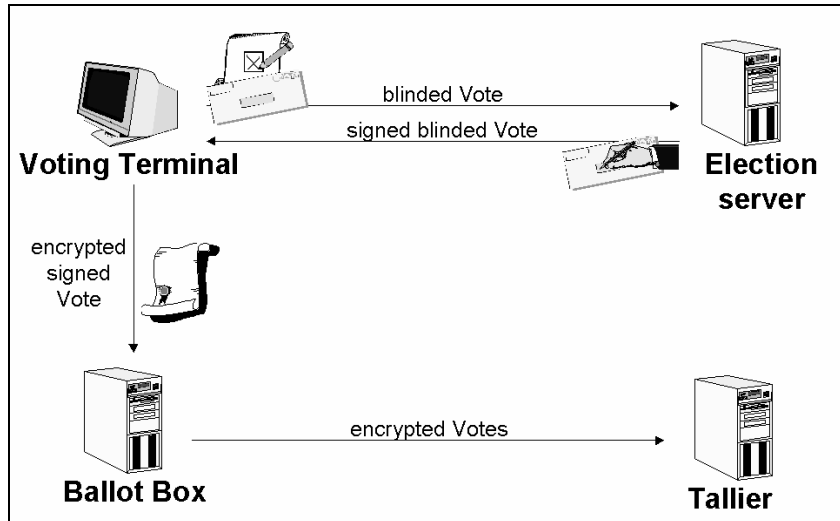 blinded Vote
signed blinded Vote
Voting Terminal
Election
server
encrypted
signed
Vote
encrypted Votes
Ballot Box
Tallier